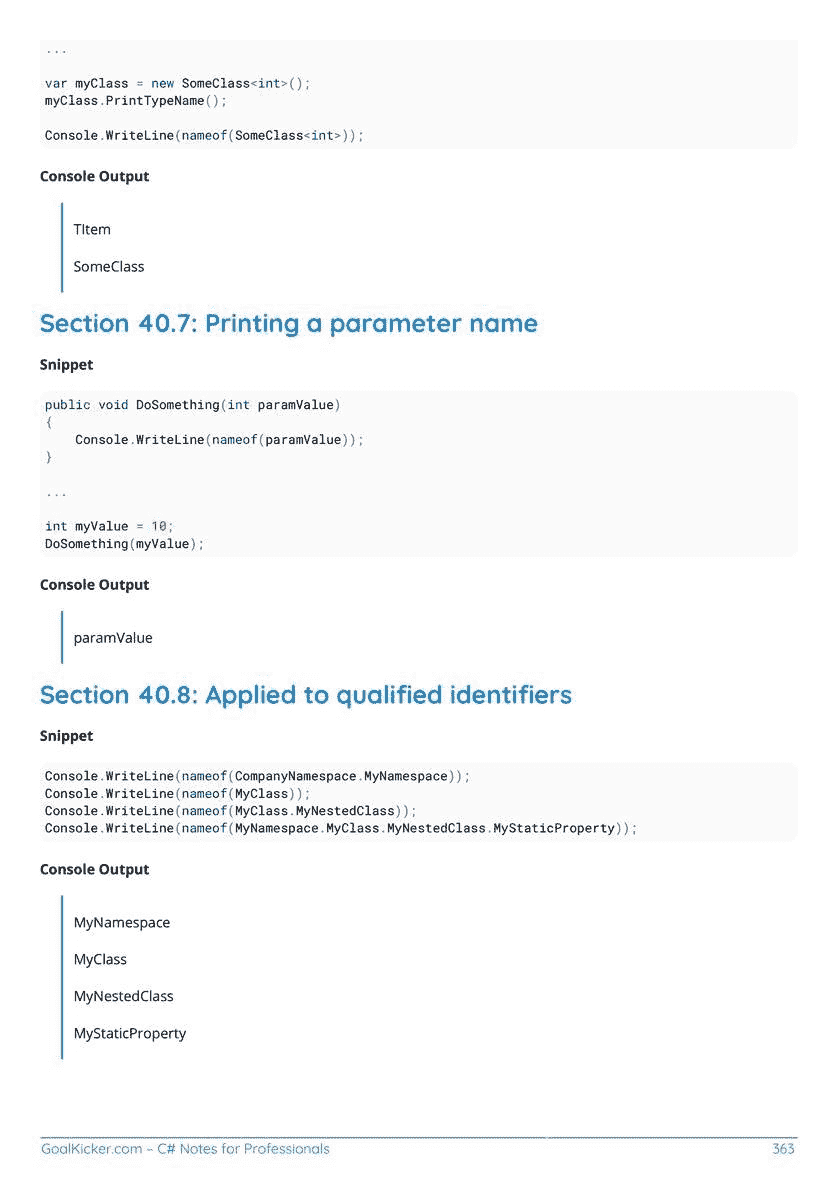 ...
var myClass = new SomeClass<int>();
myClass.PrintTypeName();
Console.WriteLine(nameof(SomeClass<int>));
Console Output
TItem
SomeClass
Section 40.7: Printing a parameter name
Snippet
public void DoSomething(int paramValue)
{
    Console.WriteLine(nameof(paramValue));
}
...
int myValue = 10;
DoSomething(myValue);
Console Output
paramValue
Section 40.8: Applied to qualified identifiers
Snippet
Console.WriteLine(nameof(CompanyNamespace.MyNamespace));
Console.WriteLine(nameof(MyClass));
Console.WriteLine(nameof(MyClass.MyNestedClass));
Console.WriteLine(nameof(MyNamespace.MyClass.MyNestedClass.MyStaticProperty));
Console Output
MyNamespace
MyClass
MyNestedClass
MyStaticProperty
GoalKicker.com – C# Notes for Professionals 363